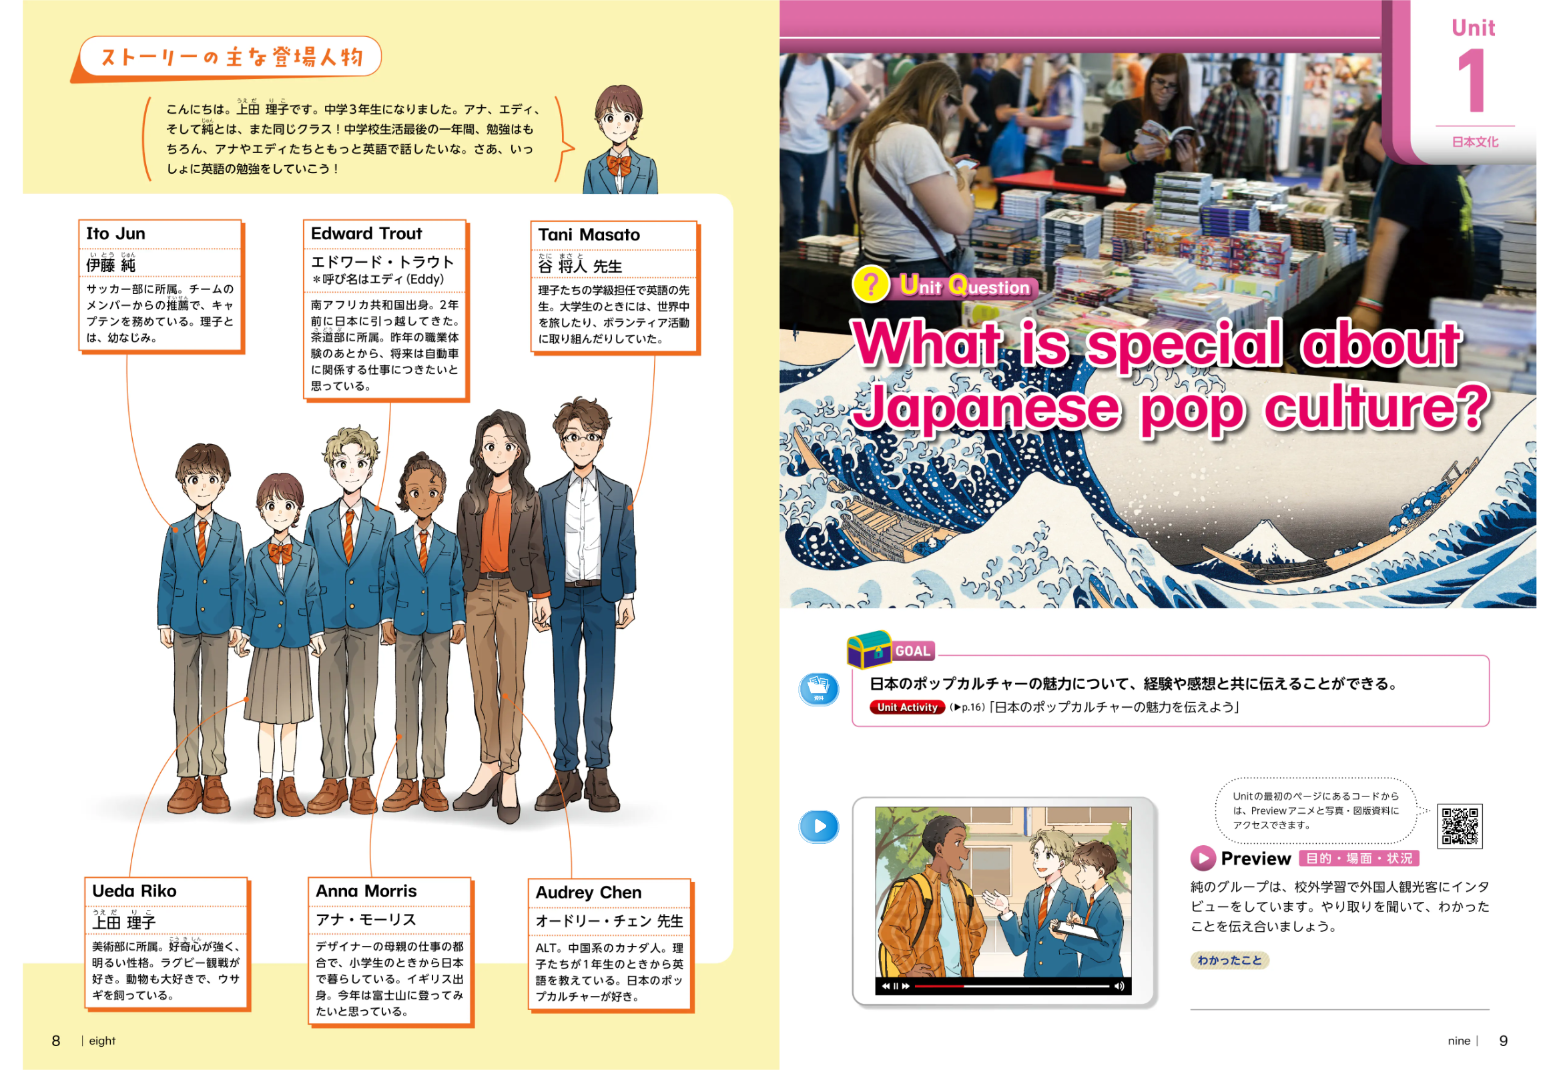 ストーリーの主な登場人物
こんにちは。上田 理子です。中学3年生になりました。アナ、エディ、
そして純とは、また同じクラス！中学校生活最後の一年間、勉強はも
ちろん、アナやエディたちともっと英語で話したいな。さあ、いっ
しょに英語の勉強をしていこう！
Ito Jun
伊藤 純
サッカー部に所属。チームの
メンバーからの推薦で、キャ
プテンを務めている。理子と
は、幼なじみ。
Edward Trout
エドワード・トラウト
＊呼び名はエディ(Eddy)
南アフリカ共和国出身。2年
前に日本に引っ越してきた。
茶道部に所属。昨年の職業体
験のあとから、将来は自動車
に関係する仕事につきたいと
思っている。
Tani Masato
谷 将人 先生
理子たちの学級担任で英語の先
生。大学生のときには、世界中
を旅したり、ボランティア活動
に取り組んだりしていた。
Ueda Riko
上田 理子
美術部に所属。好奇心が強く、
明るい性格。ラグビー観戦が
好き。動物も大好きで、ウサ
ギを飼っている。
Anna Morris
アナ・モーリス
デザイナーの母親の仕事の都
合で、小学生のときから日本
で暮らしている。イギリス出
身。今年は富士山に登ってみ
たいと思っている。
Audrey Chen
オードリー・チェン 先生
ALT。中国系のカナダ人。理
子たちが1年生のときから英
語を教えている。日本のポッ
プカルチャーが好き。
8 | eight
Unit
1
日本文化
? Unit Question
What is special about
Japanese pop culture?
GOAL
資料
日本のポップカルチャーの魅力について、経験や感想と共に伝えることができる。
Unit Activity (▶p.16)「日本のポップカルチャーの魅力を伝えよう」
Unitの最初のページにあるコードから
は、Previewアニメと写真・図版資料に
アクセスできます。
Preview 目的・場面・状況
純のグループは、校外学習で外国人観光客にインタ
ビューをしています。やり取りを聞いて、わかった
ことを伝え合いましょう。
わかったこと
nine | 9